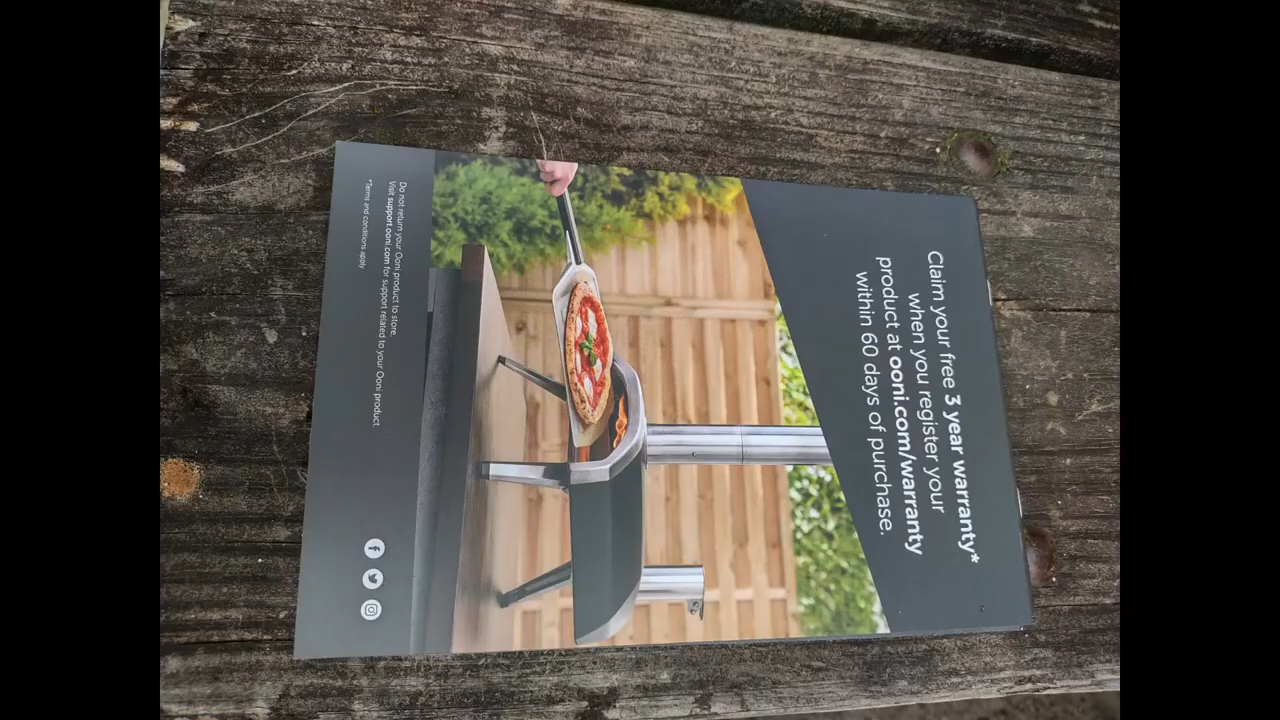 Claim your free 3 year warranty*
when you register your
product at ooni.com/warranty
within 60 days of purchase.
Do not return your Ooni product to store.
Visit support.ooni.com for support related to your Ooni product.
*Terms and conditions apply